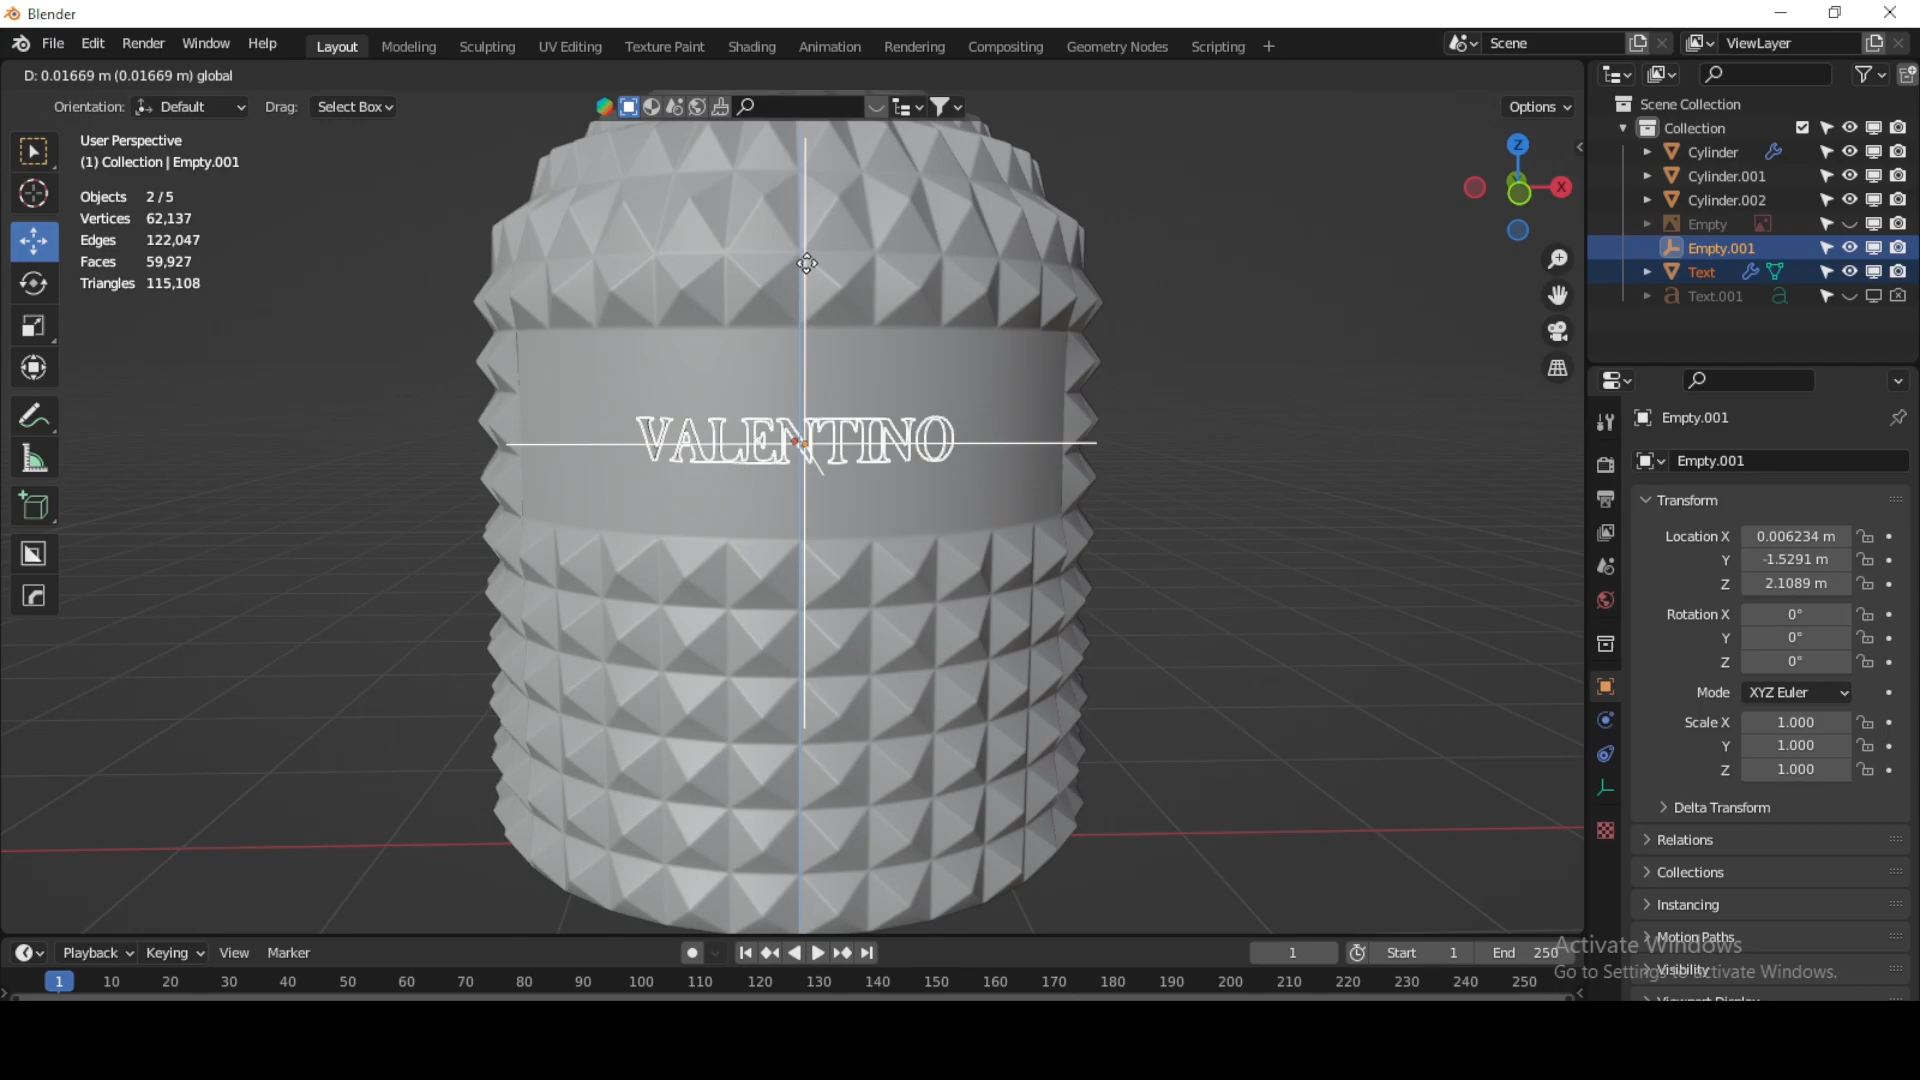 Blender
File Edit Render Window Help Layout Modeling Sculpting UV Editing Texture Paint Shading Animation Rendering Compositing Geometry Nodes Scripting + Scene ViewLayer
D: 0.01669 m (0.01669 m) global
Orientation: Default Drag: Select Box Options
User Perspective
(1) Collection | Empty.001
Objects 2/5
Vertices 62,137
Edges 122,047
Faces 59,927
Triangles 115,108
Z
X
VALENTINO
Scene Collection
Collection
Cylinder
Cylinder.001
Cylinder.002
Empty
Empty.001
Text
Text.001
Empty.001
Empty.001
Transform
Location X 0.006234 m
Y -1.5291 m
Z 2.1089 m
Rotation X 0°
Y 0°
Z 0°
Mode XYZ Euler
Scale X 1.000
Y 1.000
Z 1.000
Delta Transform
Relations
Collections
Instancing
Motion Paths
Visibility
Viewport Display
Activate Windows
Go to Settings to activate Windows.
Playback Keying View Marker 1 Start 1 End 250
1 10 20 30 40 50 60 70 80 90 100 110 120 130 140 150 160 170 180 190 200 210 220 230 240 250